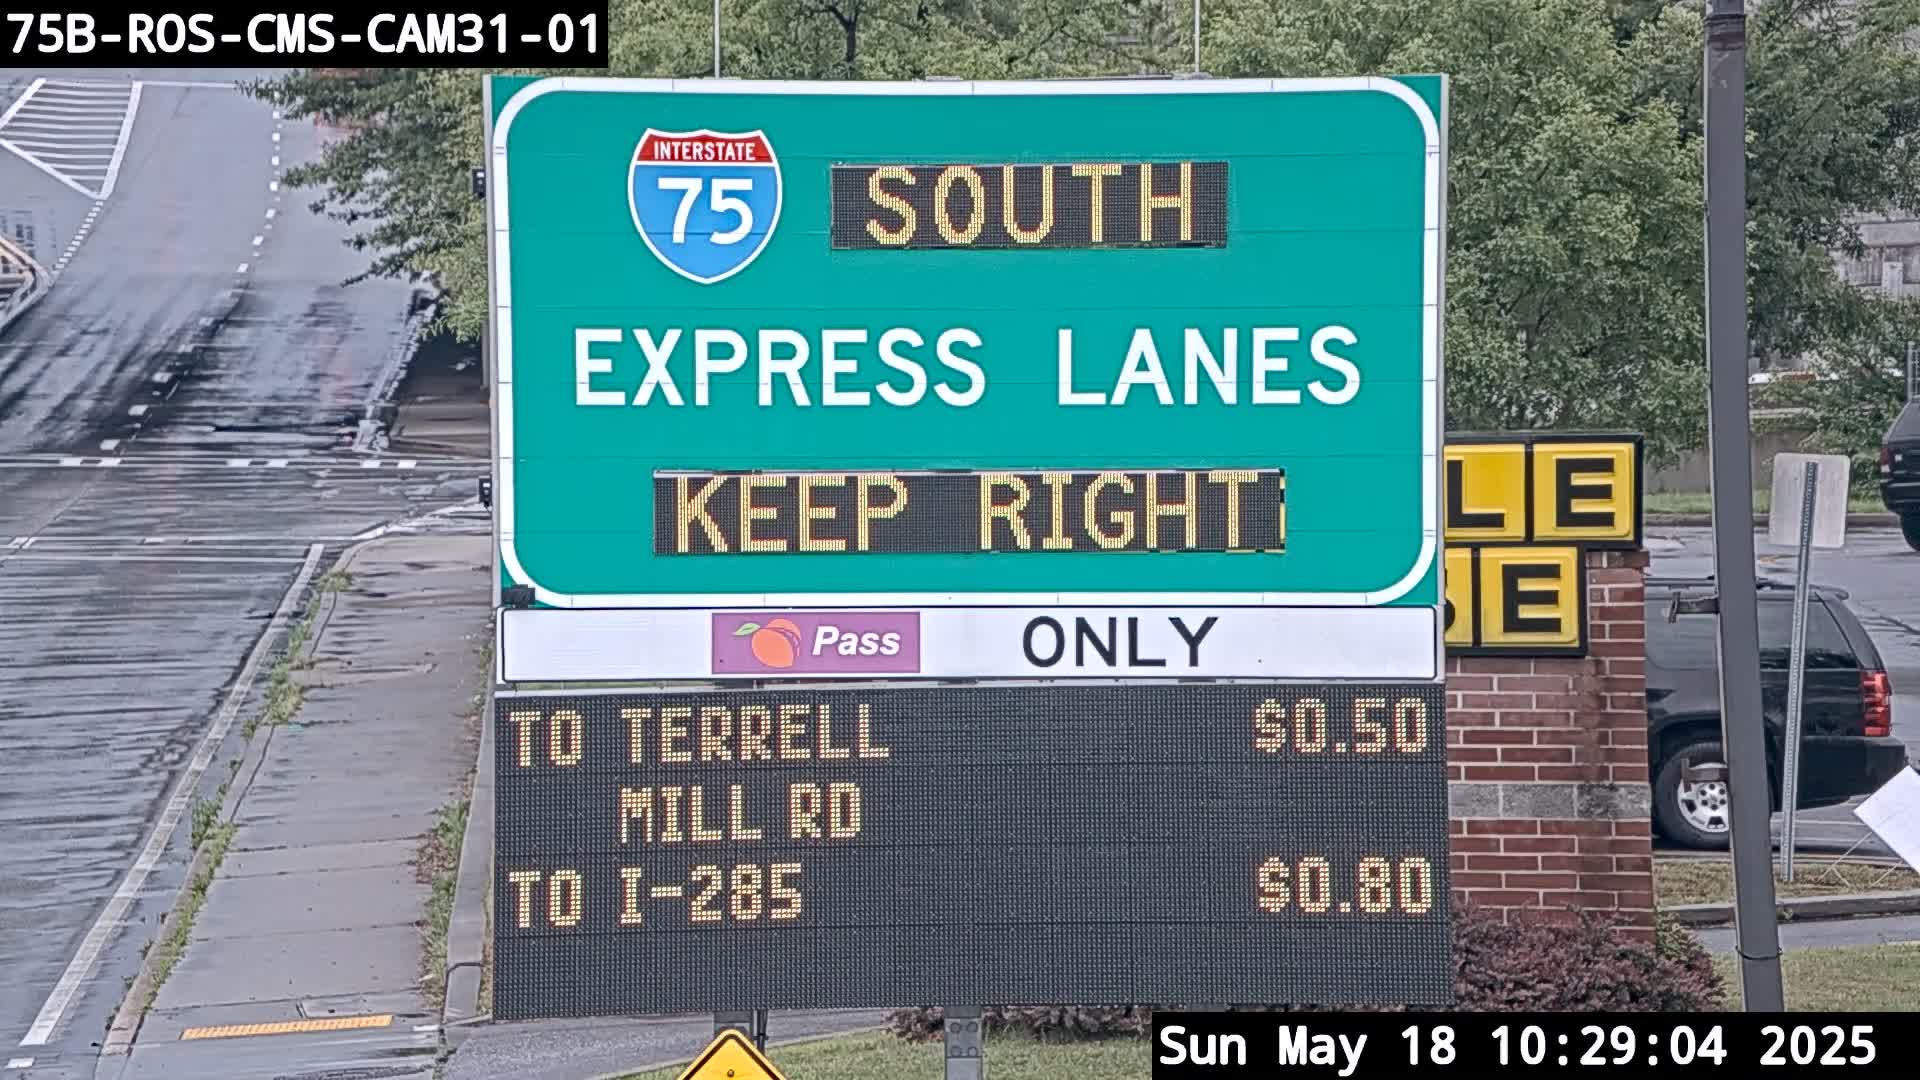 75B-ROS-CMS-CAM31-01
INTERSTATE
75
SOUTH
EXPRESS LANES
KEEP RIGHT
Pass ONLY
TO TERRELL $0.50
MILL RD
TO I-285 $0.80
LE
E
Sun May 18 10:29:04 2025